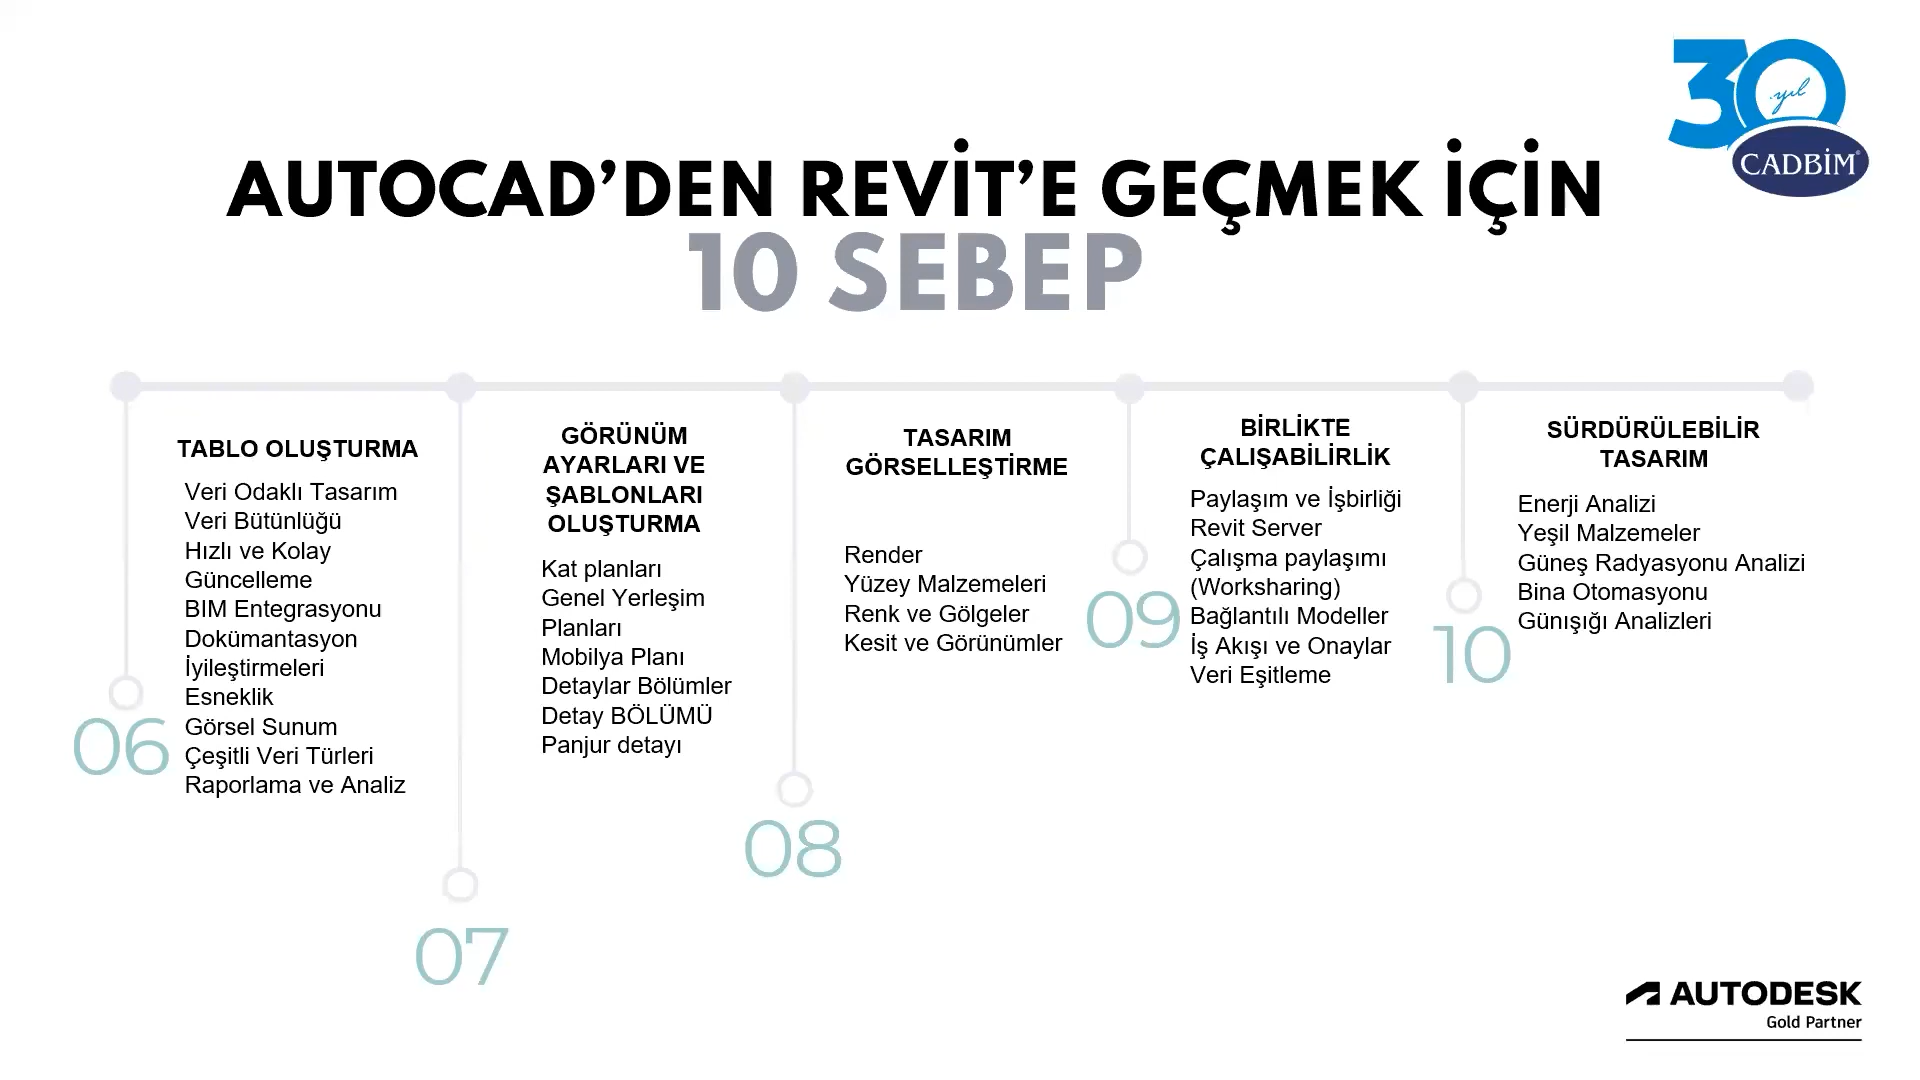 30
yıl
CADBİM
AUTOCAD’DEN REVİT’E GEÇMEK İÇİN
10 SEBEP
TABLO OLUŞTURMA
Veri Odaklı Tasarım
Veri Bütünlüğü
Hızlı ve Kolay
Güncelleme
BIM Entegrasyonu
Dokümantasyon
İyileştirmeleri
Esneklik
Görsel Sunum
Çeşitli Veri Türleri
Raporlama ve Analiz
06
GÖRÜNÜM
AYARLARI VE
ŞABLONLARI
OLUŞTURMA
Kat planları
Genel Yerleşim
Planları
Mobilya Planı
Detaylar Bölümler
Detay BÖLÜMÜ
Panjur detayı
07
TASARIM
GÖRSELLEŞTİRME
Render
Yüzey Malzemeleri
Renk ve Gölgeler
Kesit ve Görünümler
08
BİRLİKTE
ÇALIŞABİLİRLİK
Paylaşım ve İşbirliği
Revit Server
Çalışma paylaşımı
(Worksharing)
Bağlantılı Modeller
İş Akışı ve Onaylar
Veri Eşitleme
09
SÜRDÜRÜLEBİLİR
TASARIM
Enerji Analizi
Yeşil Malzemeler
Güneş Radyasyonu Analizi
Bina Otomasyonu
Günışığı Analizleri
10
AUTODESK
Gold Partner